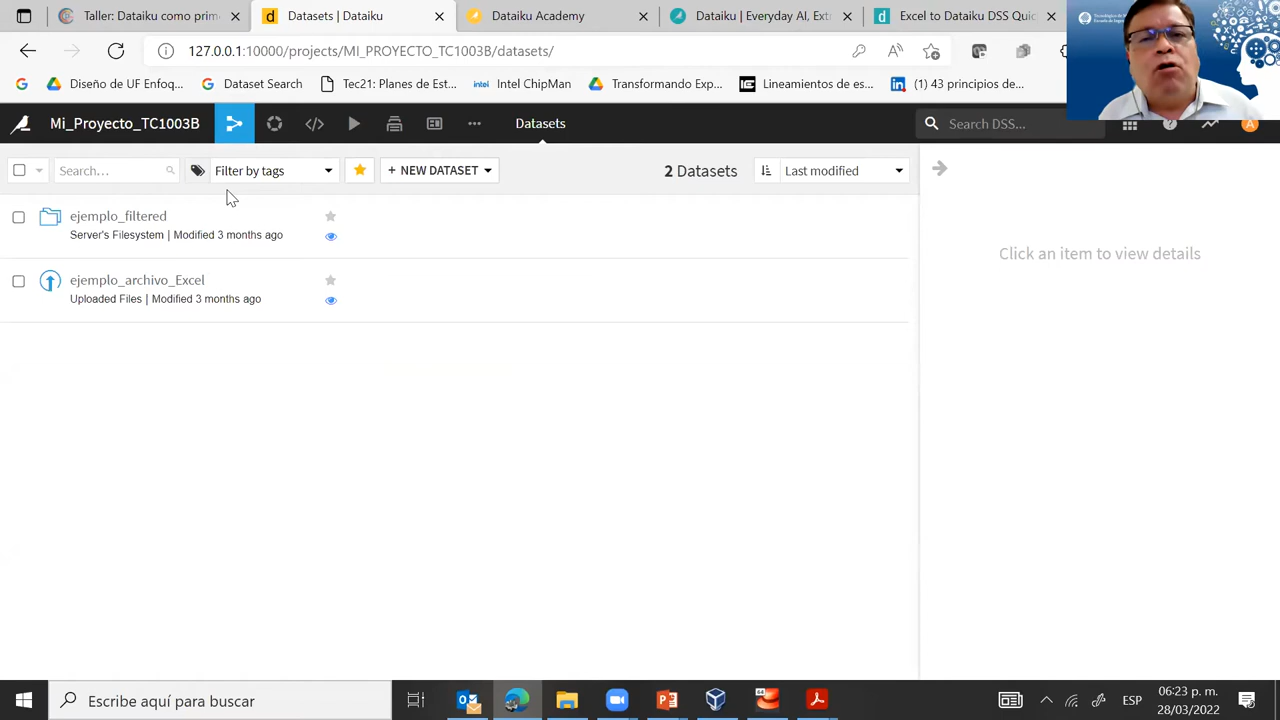 Taller: Dataiku como prim
Datasets | Dataiku
Dataiku Academy
Dataiku | Everyday AI, Ex
Excel to Dataiku DSS Quic
127.0.0.1:10000/projects/MI_PROYECTO_TC1003B/datasets/
Diseño de UF Enfoq...
Dataset Search
Tec21: Planes de Est...
intel Intel ChipMan
Transformando Exp...
Lineamientos de es...
(1) 43 principios de
Mi_Proyecto_TC1003B
Datasets
Search DSS...
Search...
Filter by tags
+ NEW DATASET
2 Datasets
Last modified
ejemplo_filtered
Server's Filesystem | Modified 3 months ago
ejemplo_archivo_Excel
Uploaded Files | Modified 3 months ago
Click an item to view details
Escribe aquí para buscar
ESP
06:23 p. m.
28/03/2022